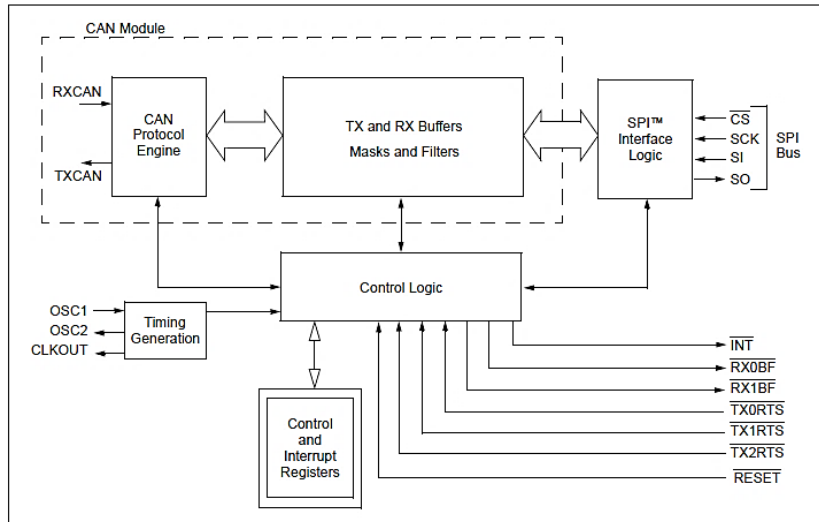 CAN Module
RXCAN
TXCAN
CAN
Protocol
Engine
TX and RX Buffers
Masks and Filters
SPI™
Interface
Logic
CS
SCK
SI
SO
SPI
Bus
Control Logic
OSC1
OSC2
CLKOUT
Timing
Generation
Control
and
Interrupt
Registers
INT
RX0BF
RX1BF
TX0RTS
TX1RTS
TX2RTS
RESET